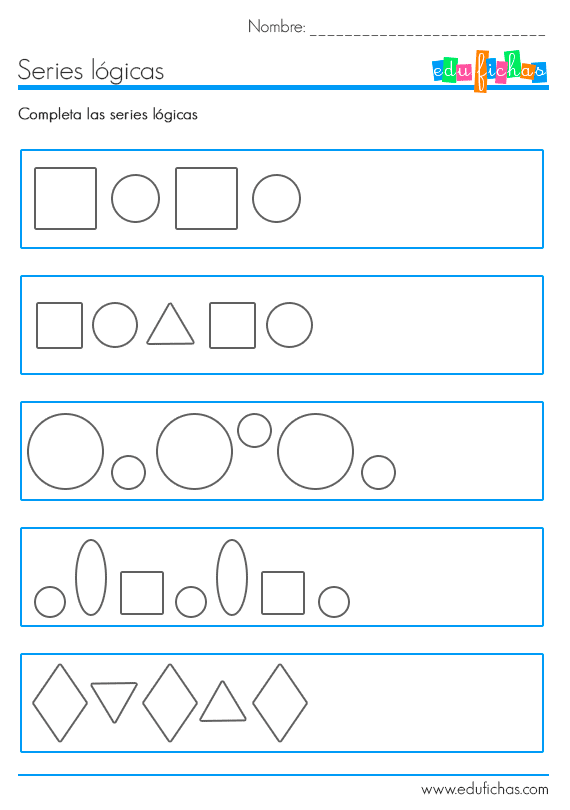 Nombre: ___________________________
Series lógicas
edufichas
Completa las series lógicas
www.edufichas.com